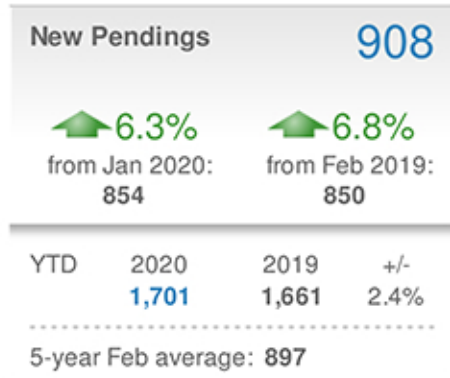 New Pendings 908
6.3% 6.8%
from Jan 2020: from Feb 2019:
854 850
YTD 2020 2019 +/-
1,701 1,661 2.4%
5-year Feb average: 897